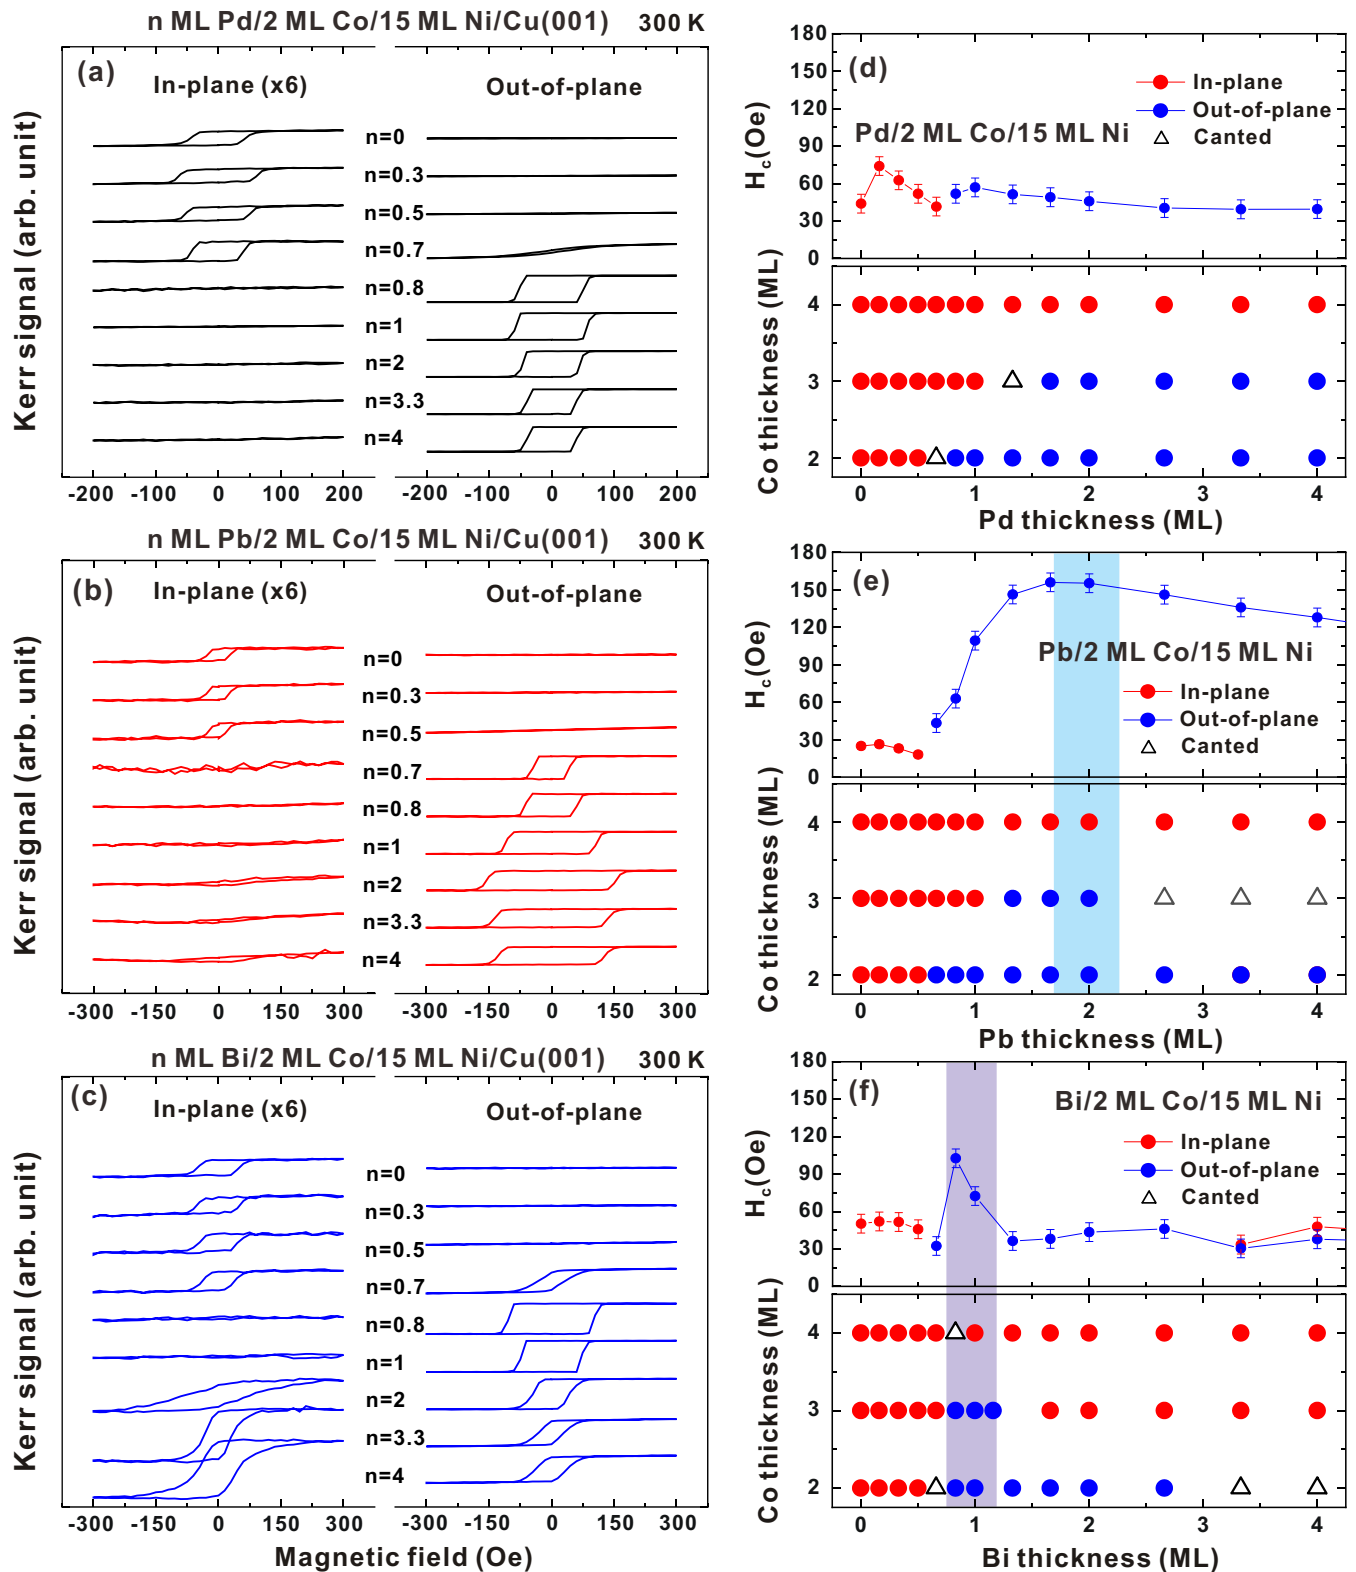 n ML Pd/2 ML Co/15 ML Ni/Cu(001) 300 K
(a)
In-plane (x6) Out-of-plane
n=0
n=0.3
n=0.5
n=0.7
n=0.8
n=1
n=2
n=3.3
n=4
Kerr signal (arb. unit)
-200 -100 0 100 200 -200 -100 0 100 200
n ML Pb/2 ML Co/15 ML Ni/Cu(001) 300 K
(b)
In-plane (x6) Out-of-plane
n=0
n=0.3
n=0.5
n=0.7
n=0.8
n=1
n=2
n=3.3
n=4
Kerr signal (arb. unit)
-300 -150 0 150 300 -300 -150 0 150 300
n ML Bi/2 ML Co/15 ML Ni/Cu(001) 300 K
(c)
In-plane (x6) Out-of-plane
n=0
n=0.3
n=0.5
n=0.7
n=0.8
n=1
n=2
n=3.3
n=4
Kerr signal (arb. unit)
-300 -150 0 150 300 -300 -150 0 150 300
Magnetic field (Oe)
(d)
In-plane
Out-of-plane
Canted
Pd/2 ML Co/15 ML Ni
Hc(Oe)
180
150
120
90
60
30
0
Co thickness (ML)
4
3
2
0 1 2 3 4
Pd thickness (ML)
(e)
Pb/2 ML Co/15 ML Ni
In-plane
Out-of-plane
Canted
Hc(Oe)
180
150
120
90
60
30
0
Co thickness (ML)
4
3
2
0 1 2 3 4
Pb thickness (ML)
(f)
Bi/2 ML Co/15 ML Ni
In-plane
Out-of-plane
Canted
Hc(Oe)
180
150
120
90
60
30
0
Co thickness (ML)
4
3
2
0 1 2 3 4
Bi thickness (ML)